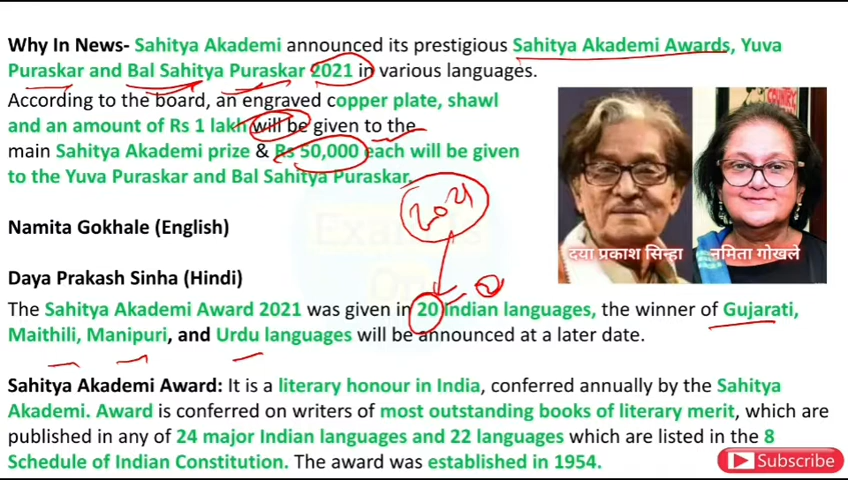 Why In News- Sahitya Akademi announced its prestigious Sahitya Akademi Awards, Yuva
Puraskar and Bal Sahitya Puraskar 2021 in various languages.
According to the board, an engraved copper plate, shawl
and an amount of Rs 1 lakh will be given to the
main Sahitya Akademi prize & Rs 50,000 each will be given
to the Yuva Puraskar and Bal Sahitya Puraskar.
2021
Namita Gokhale (English)
दया प्रकाश सिन्हा नमिता गोखले
Daya Prakash Sinha (Hindi)
The Sahitya Akademi Award 2021 was given in 20 Indian languages, the winner of Gujarati,
Maithili, Manipuri, and Urdu languages will be announced at a later date.
Sahitya Akademi Award: It is a literary honour in India, conferred annually by the Sahitya
Akademi. Award is conferred on writers of most outstanding books of literary merit, which are
published in any of 24 major Indian languages and 22 languages which are listed in the 8
Schedule of Indian Constitution. The award was established in 1954.
Subscribe